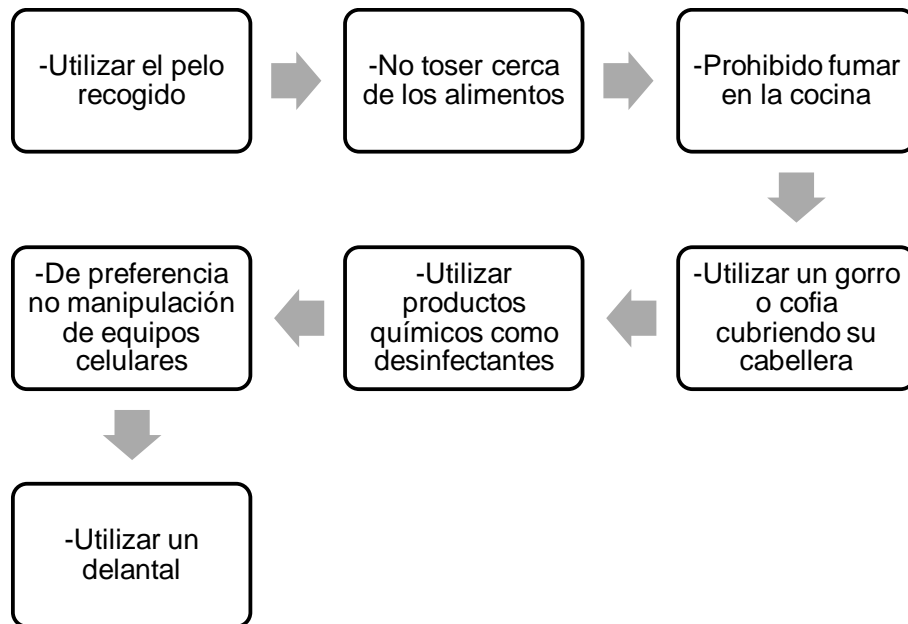 -Utilizar el pelo
recogido
-No toser cerca
de los alimentos
-Prohibido fumar
en la cocina
-Utilizar un gorro
o cofia
cubriendo su
cabellera
-Utilizar
productos
químicos como
desinfectantes
-De preferencia
no manipulación
de equipos
celulares
-Utilizar un
delantal